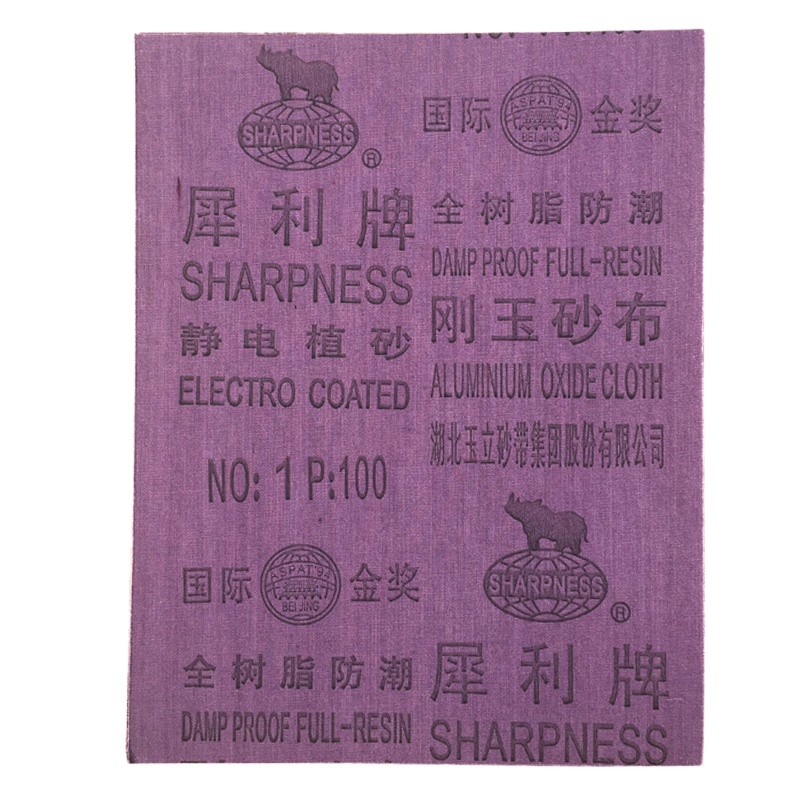 SHARPNESS
®
犀利牌
SHARPNESS
静电植砂
ELECTRO COATED
NO: 1 P:100
国际 ASPAT'94 BEIJING 金奖
全树脂防潮
DAMP PROOF FULL-RESIN
国际 ASPAT'94 BEIJING 金奖
全树脂防潮
DAMP PROOF FULL-RESIN
刚玉砂布
ALUMINIUM OXIDE CLOTH
湖北玉立砂带集团股份有限公司
SHARPNESS
®
犀利牌
SHARPNESS